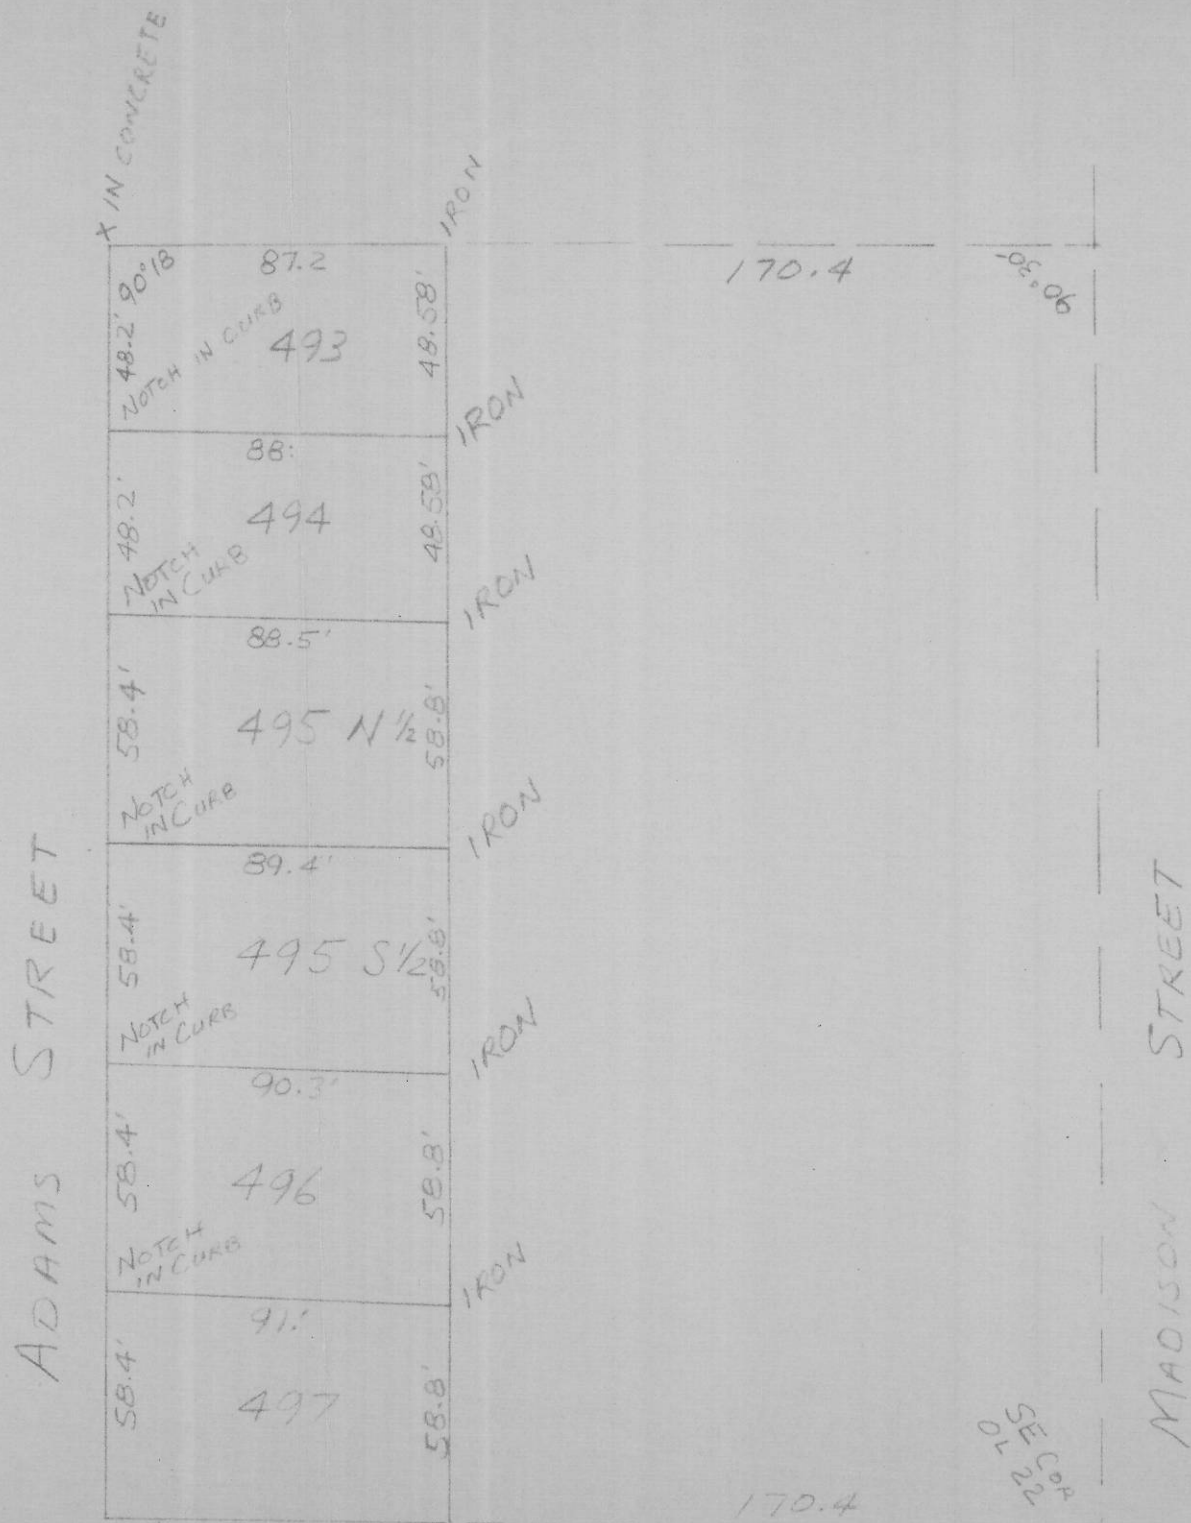 X IN CONCRETE
IRON
90°18
87.2
48.2'
NOTCH IN CURB
493
48.58'
170.4
90°30'
IRON
88.
48.2'
494
48.58'
NOTCH
IN CURB
IRON
88.5'
58.4'
495 N ½
58.8'
NOTCH
IN CURB
IRON
89.4'
58.4'
495 S ½
58.8'
NOTCH
IN CURB
IRON
90.3'
58.4'
496
58.8'
NOTCH
IN CURB
IRON
91.'
58.4'
497
58.8'
170.4
SE COR
OL 22
ADAMS STREET
MADISON STREET